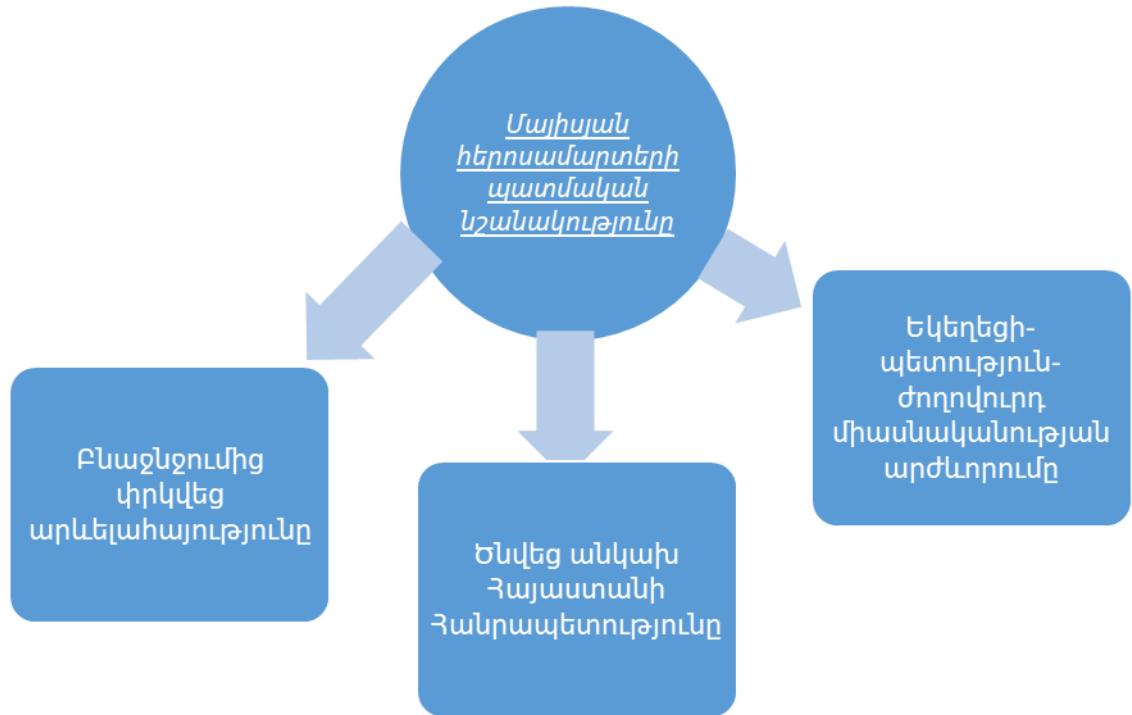 Մայիսյան
հերոսամարտերի
պատմական
նշանակությունը
Բնաջնջումից
փրկվեց
արևելահայությունը
Ծնվեց անկախ
Հայաստանի
Հանրապետությունը
Եկեղեցի-
պետություն-
ժողովուրդ
միասնականության
արժևորումը